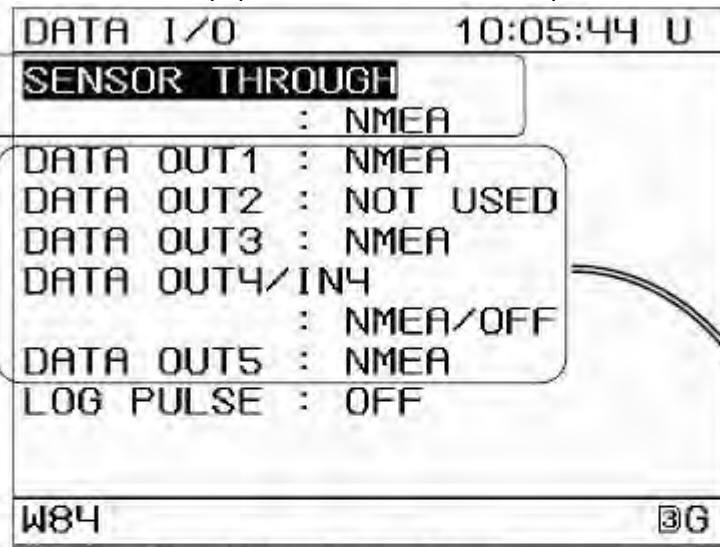 DATA I/O 10:05:44 U
SENSOR THROUGH
: NMEA
DATA OUT1 : NMEA
DATA OUT2 : NOT USED
DATA OUT3 : NMEA
DATA OUT4/IN4
: NMEA/OFF
DATA OUT5 : NMEA
LOG PULSE : OFF
W84 3G